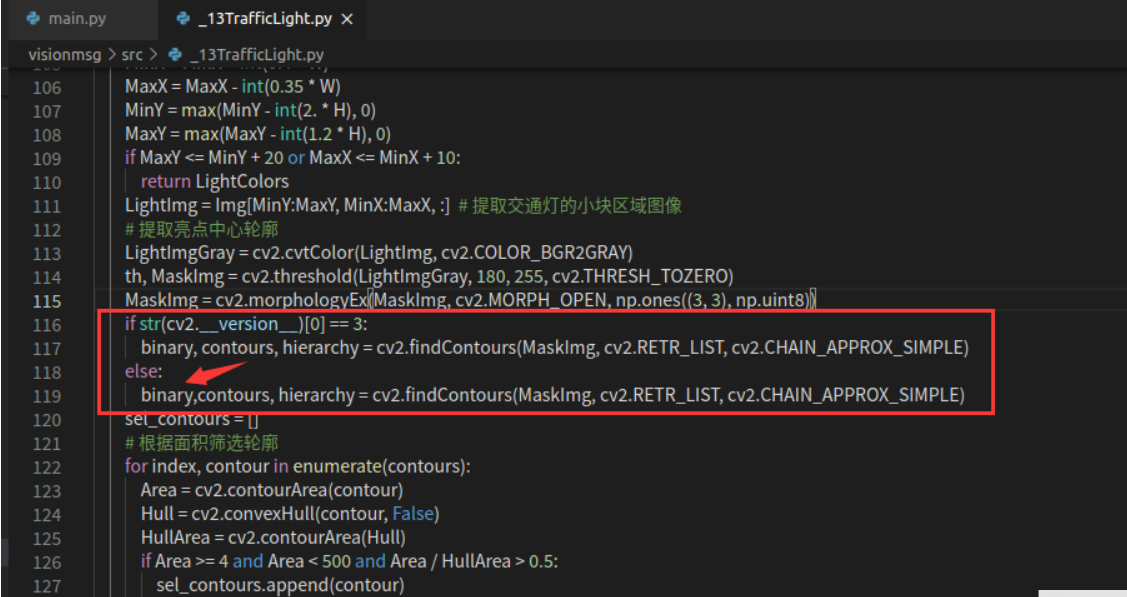 main.py
_13TrafficLight.py ×
visionmsg > src > _13TrafficLight.py
106 MaxX = MaxX - int(0.35 * W)
107 MinY = max(MinY - int(2. * H), 0)
108 MaxY = max(MaxY - int(1.2 * H), 0)
109 if MaxY <= MinY + 20 or MaxX <= MinX + 10:
110 return LightColors
111 LightImg = Img[MinY:MaxY, MinX:MaxX, :] # 提取交通灯的小块区域图像
112 # 提取亮点中心轮廓
113 LightImgGray = cv2.cvtColor(LightImg, cv2.COLOR_BGR2GRAY)
114 th, MaskImg = cv2.threshold(LightImgGray, 180, 255, cv2.THRESH_TOZERO)
115 MaskImg = cv2.morphologyEx(MaskImg, cv2.MORPH_OPEN, np.ones((3, 3), np.uint8))
116 if str(cv2.__version__)[0] == 3:
117 binary, contours, hierarchy = cv2.findContours(MaskImg, cv2.RETR_LIST, cv2.CHAIN_APPROX_SIMPLE)
118 else:
119 binary,contours, hierarchy = cv2.findContours(MaskImg, cv2.RETR_LIST, cv2.CHAIN_APPROX_SIMPLE)
120 sel_contours = []
121 # 根据面积筛选轮廓
122 for index, contour in enumerate(contours):
123 Area = cv2.contourArea(contour)
124 Hull = cv2.convexHull(contour, False)
125 HullArea = cv2.contourArea(Hull)
126 if Area >= 4 and Area < 500 and Area / HullArea > 0.5:
127 sel_contours.append(contour)